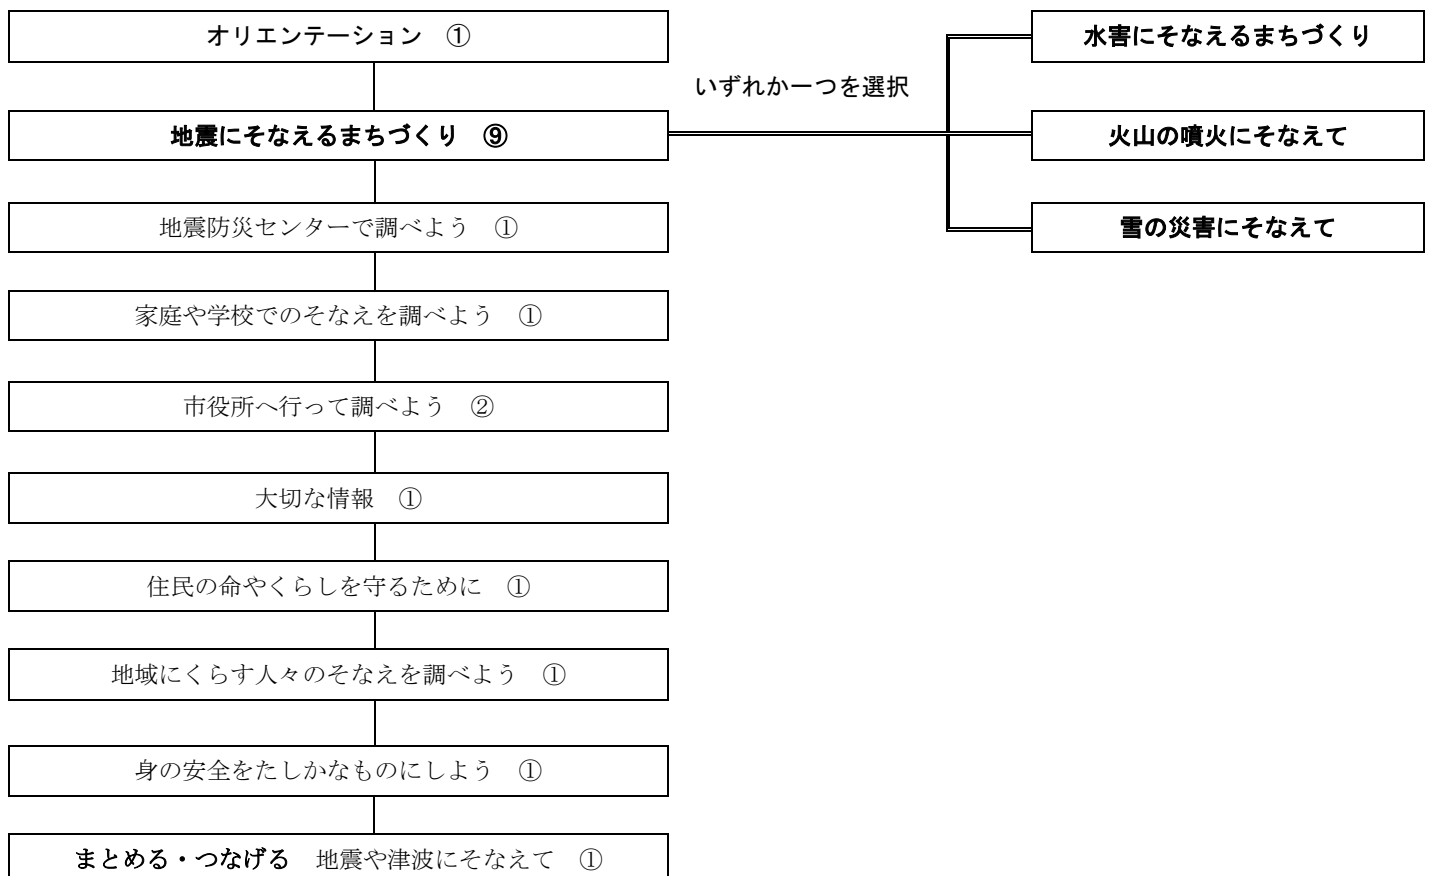 オリエンテーション　①
水害にそなえるまちづくり
いずれか一つを選択
地震にそなえるまちづくり　⑨
火山の噴火にそなえて
地震防災センターで調べよう　①
雪の災害にそなえて
家庭や学校でのそなえを調べよう　①
市役所へ行って調べよう　②
大切な情報　①
住民の命やくらしを守るために　①
地域にくらす人々のそなえを調べよう　①
身の安全をたしかなものにしよう　①
まとめる・つなげる　地震や津波にそなえて　①